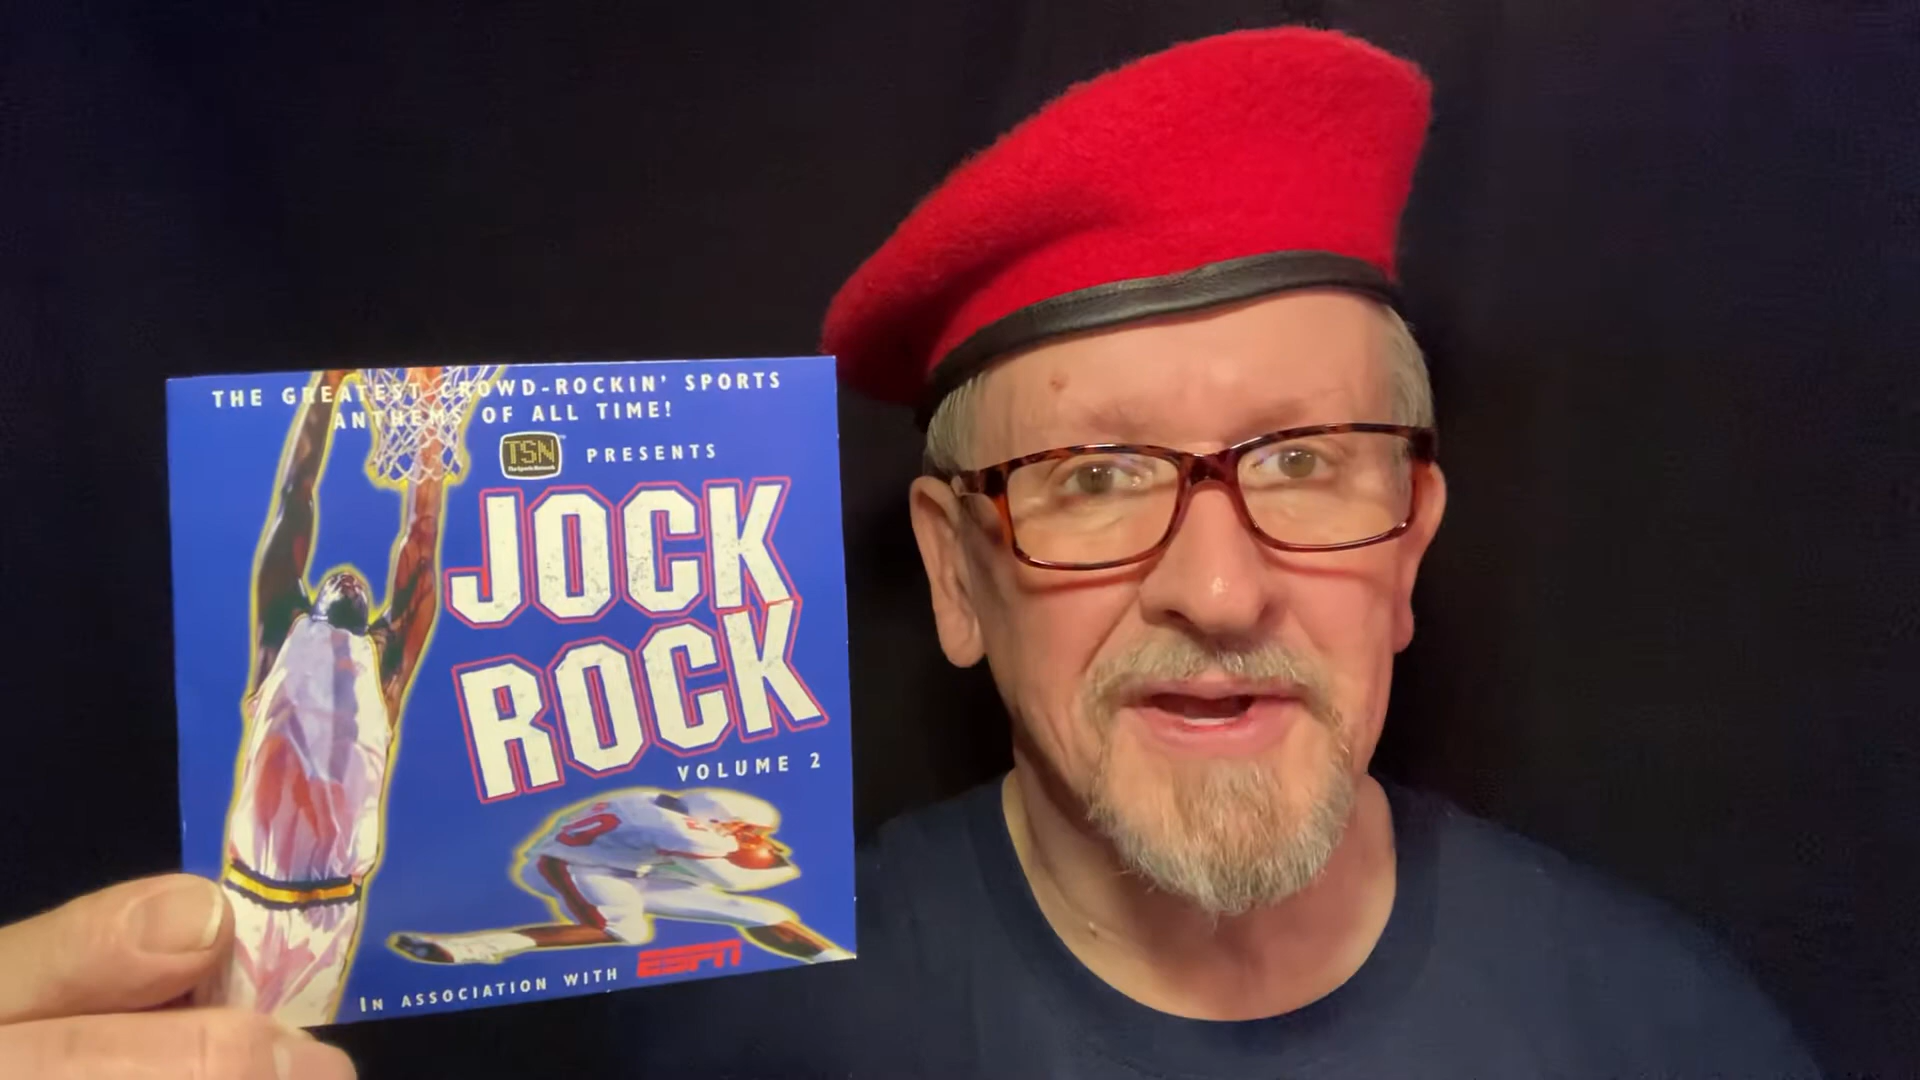 THE GREATEST CROWD-ROCKIN' SPORTS
ANTHEMS OF ALL TIME!
TSN
The Sports Network
PRESENTS
JOCK
ROCK
VOLUME 2
0
IN ASSOCIATION WITH ESPN